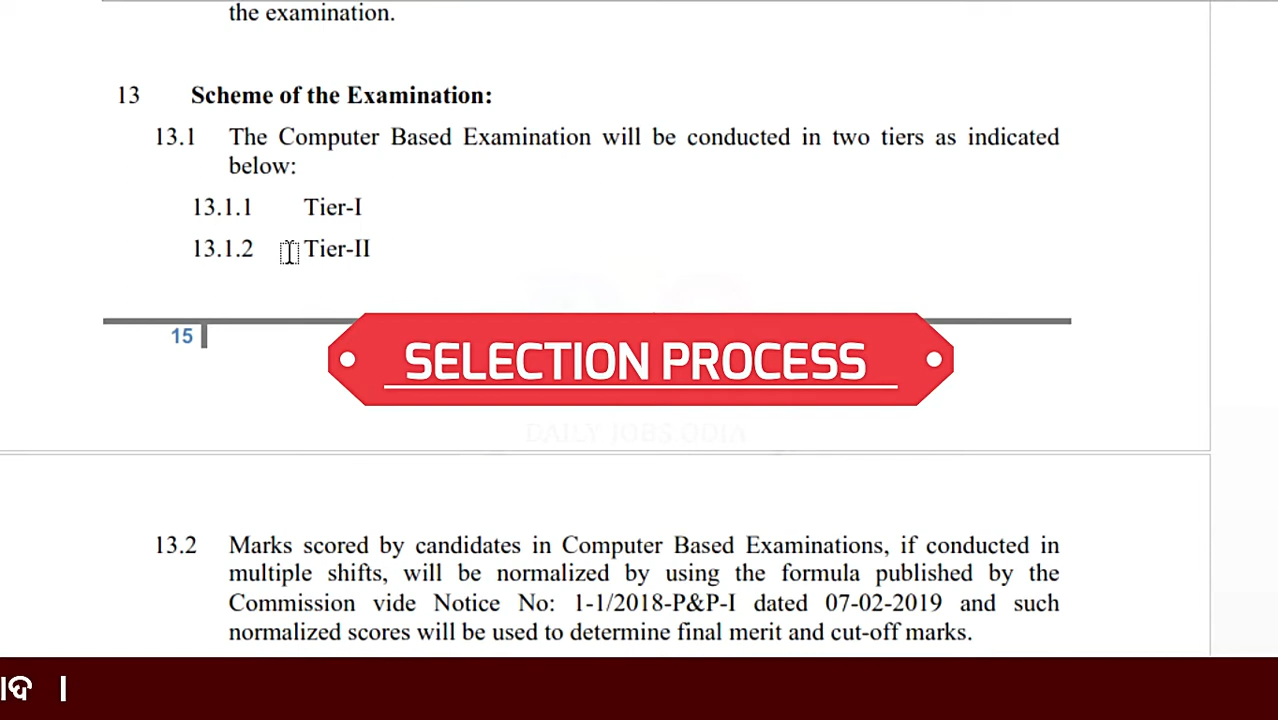 the examination.
13 Scheme of the Examination:
13.1 The Computer Based Examination will be conducted in two tiers as indicated
below:
13.1.1 Tier-I
13.1.2 Tier-II
15
SELECTION PROCESS
DAILY JOBS ODIA
13.2 Marks scored by candidates in Computer Based Examinations, if conducted in
multiple shifts, will be normalized by using the formula published by the
Commission vide Notice No: 1-1/2018-P&P-I dated 07-02-2019 and such
normalized scores will be used to determine final merit and cut-off marks.